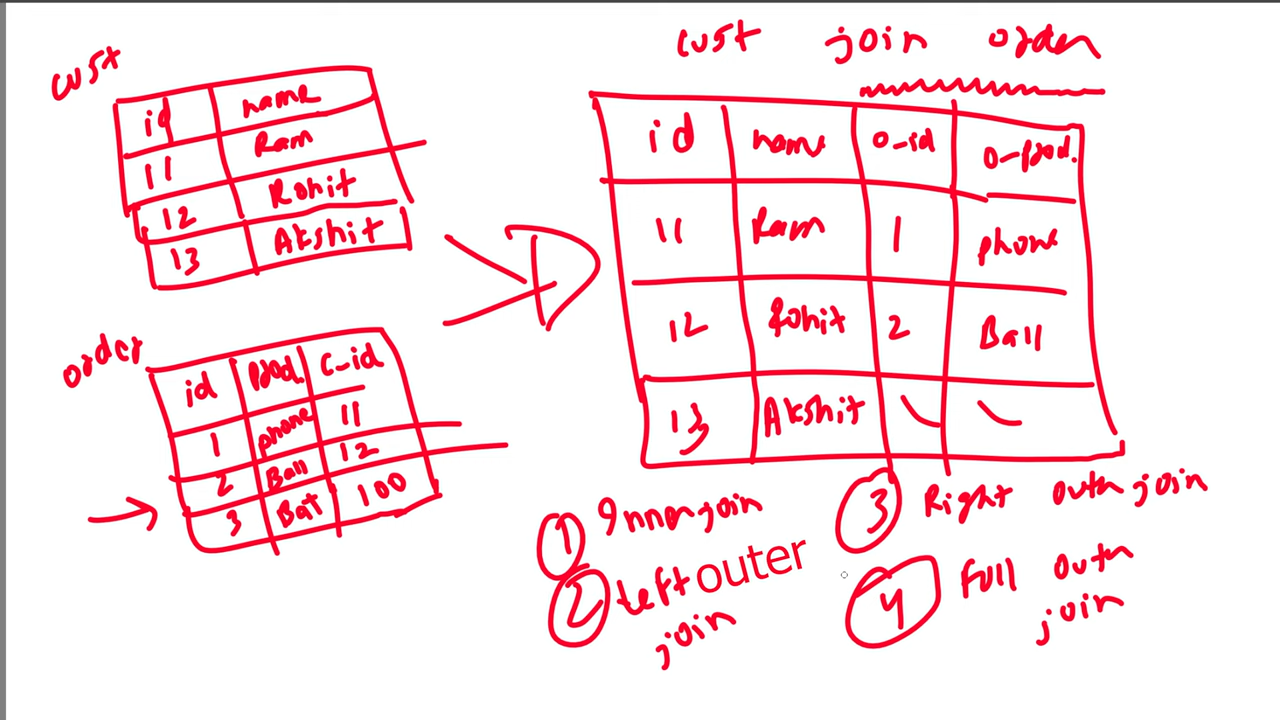 cust
id name
11 Ram
12 Rohit
13 Akshit
order
id prod. c-id
1 phone 11
2 Ball 12
3 Bat 100
cust join order
id name o-id o-prod.
11 Ram 1 phone
12 Rohit 2 Ball
13 Akshit
1 Inner join
2 Left outer
join
3 Right outer join
4 Full outer
join